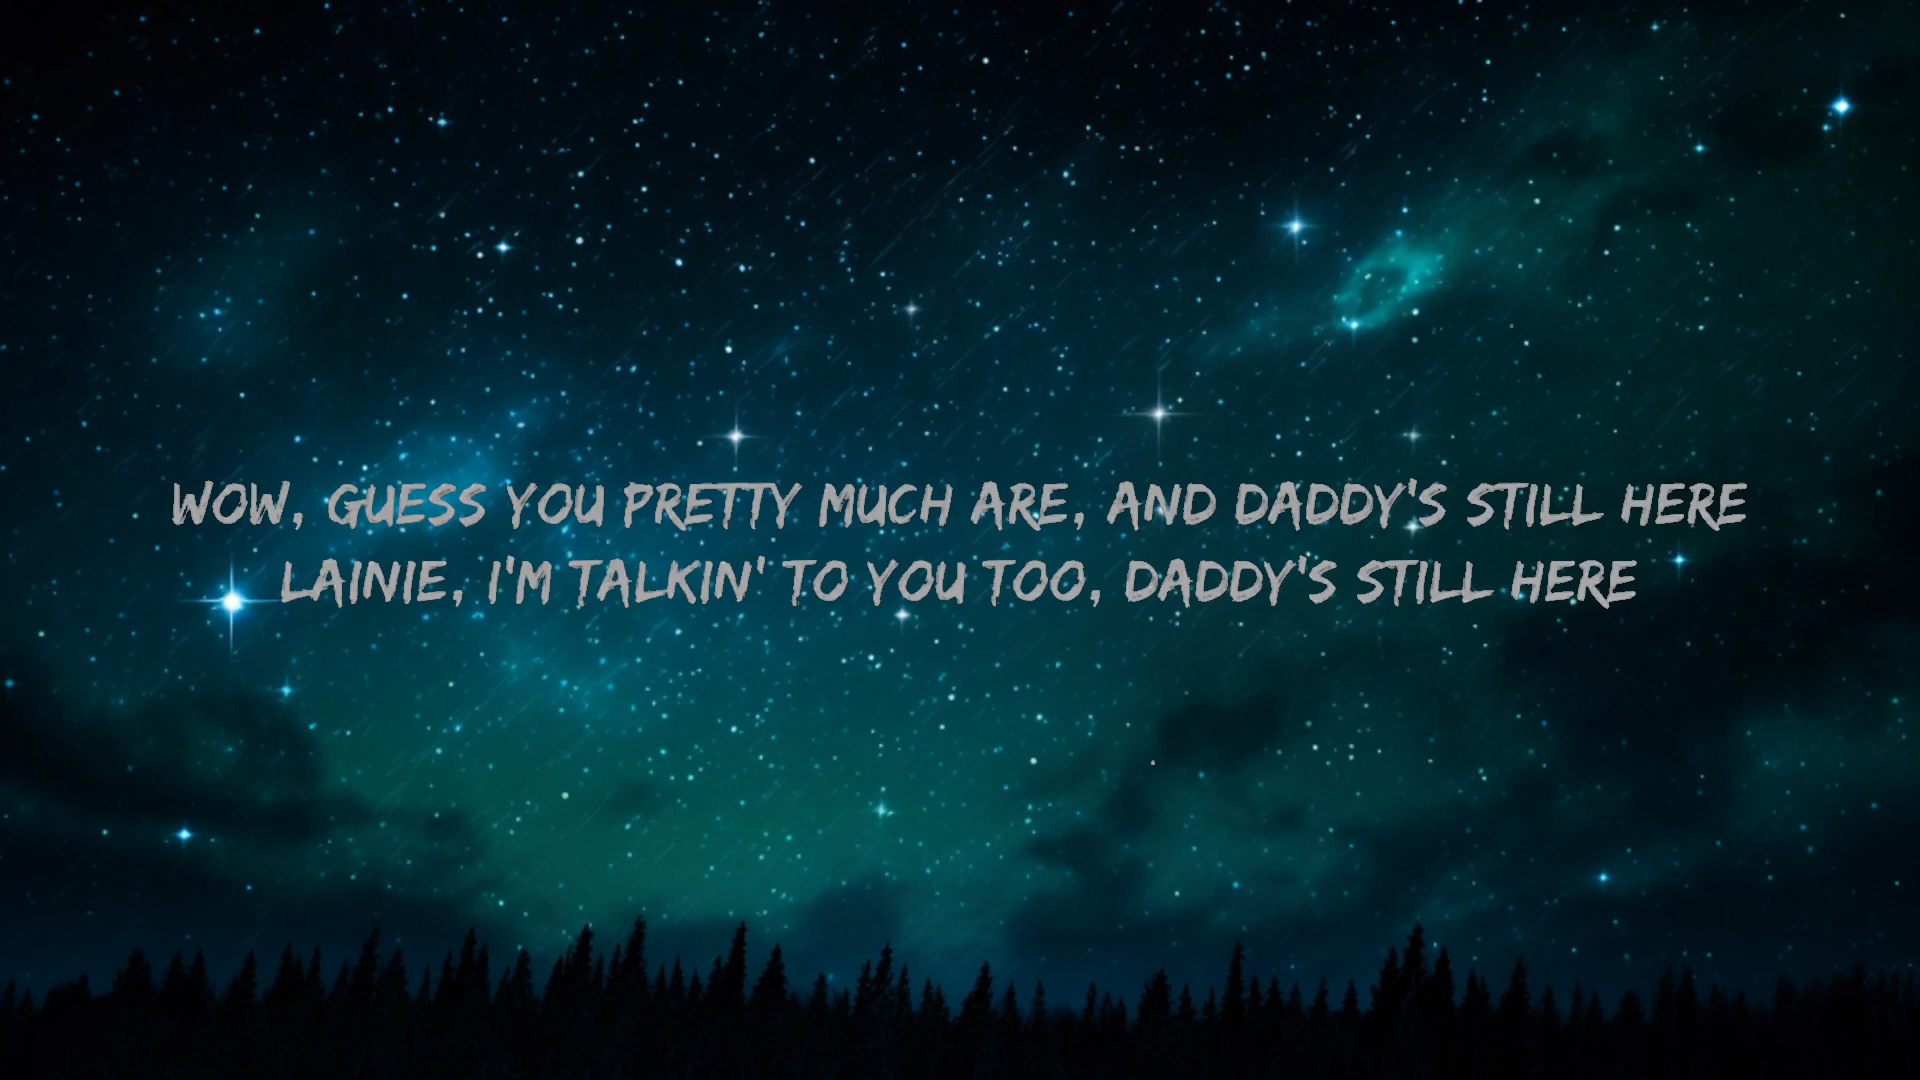 WOW, GUESS YOU PRETTY MUCH ARE, AND DADDY'S STILL HERE
LAINIE, I'M TALKIN' TO YOU TOO, DADDY'S STILL HERE